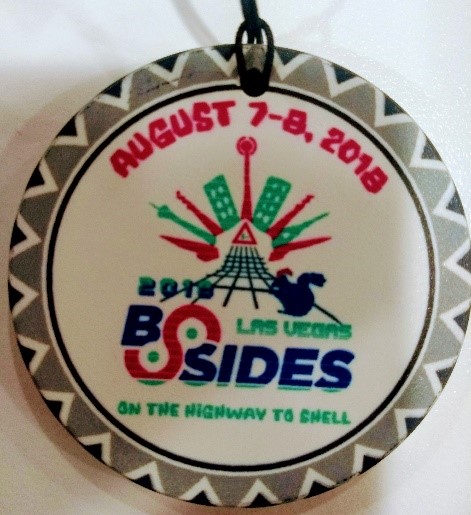 AUGUST 7-8, 2018
2018
LAS VEGAS
BSIDES
ON THE HIGHWAY TO SHELL